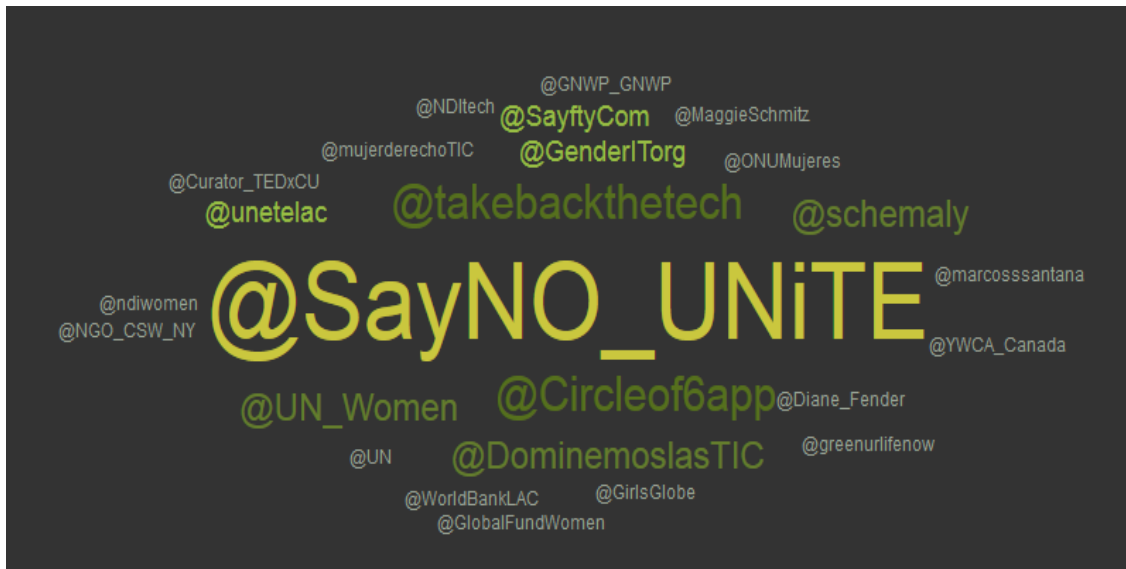 @GNWP_GNWP
@NDItech
@SayftyCom
@MaggieSchmitz
@mujerderechoTIC
@GenderITorg
@ONUMujeres
@Curator_TEDxCU
@unetelac
@takebackthetech
@schemaly
@SayNO_UNiTE
@marcosssantana
@ndiwomen
@NGO_CSW_NY
@YWCA_Canada
@UN_Women
@Circleof6app
@Diane_Fender
@UN
@DominemoslasTIC
@greenurlifenow
@WorldBankLAC
@GirlsGlobe
@GlobalFundWomen